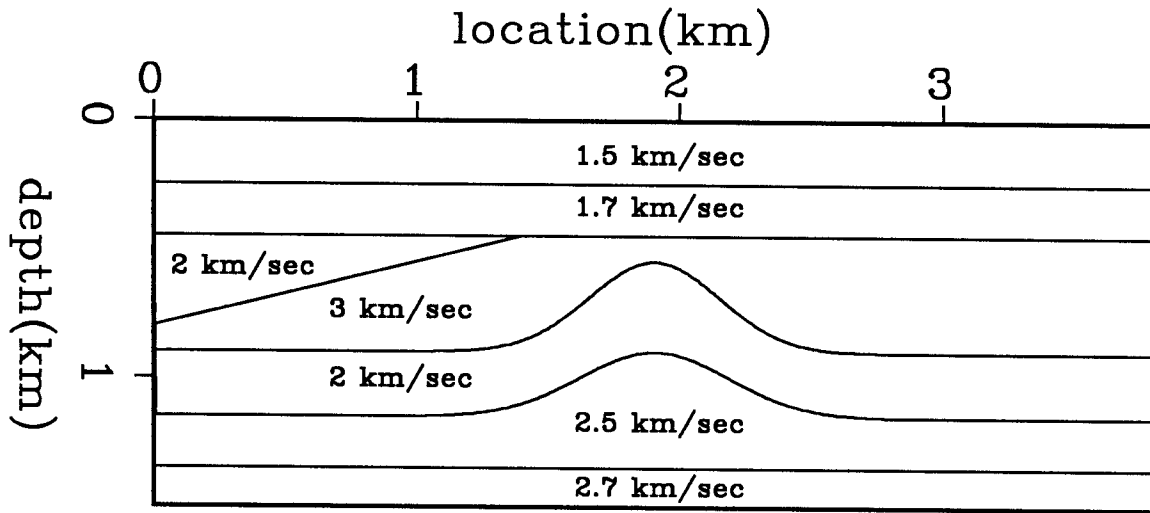 location(km)
0 1 2 3
0
1.5 km/sec
1.7 km/sec
2 km/sec
3 km/sec
depth(km)
1
2 km/sec
2.5 km/sec
2.7 km/sec